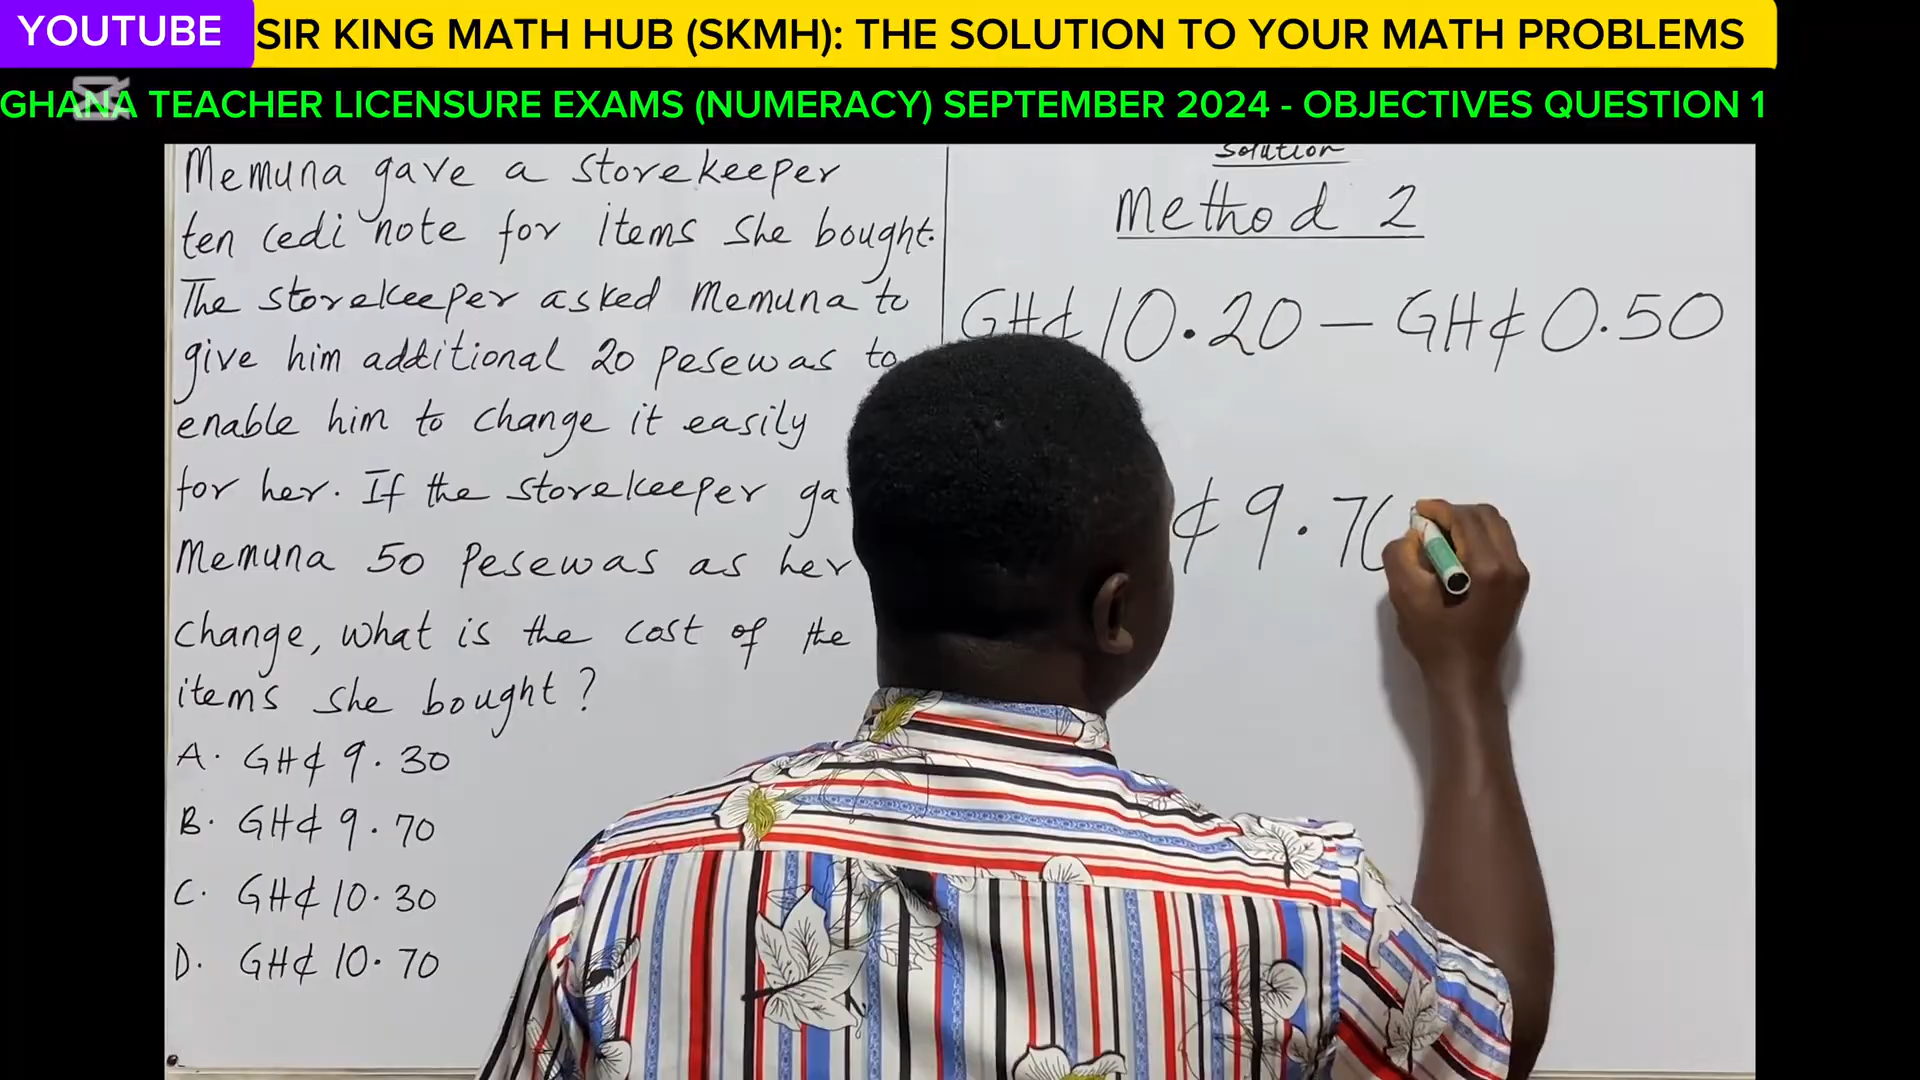 YOUTUBE
SIR KING MATH HUB (SKMH): THE SOLUTION TO YOUR MATH PROBLEMS
GHANA TEACHER LICENSURE EXAMS (NUMERACY) SEPTEMBER 2024 - OBJECTIVES QUESTION 1
Memuna gave a storekeeper
ten cedi note for items she bought.
The storekeeper asked Memuna to
give him additional 20 pesewas to
enable him to change it easily
for her. If the storekeeper ga
Memuna 50 Pesewas as her
change, what is the cost of the
items she bought?
A. GH₵ 9.30
B. GH₵ 9.70
C. GH₵ 10.30
D. GH₵ 10.70
Solution
Method 2
GH₵ 10.20 - GH₵ 0.50
₵ 9.70